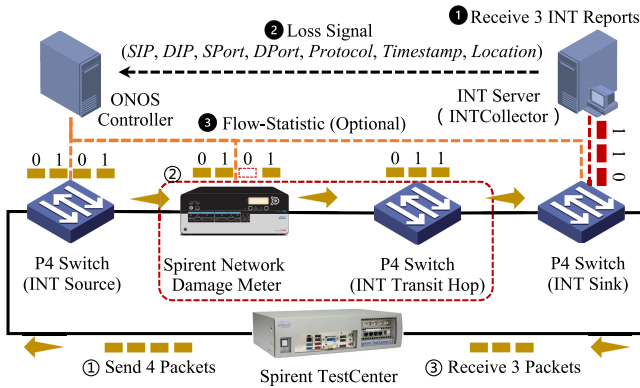 ❶ Receive 3 INT Reports
❷ Loss Signal
(SIP, DIP, SPort, DPort, Protocol, Timestamp, Location)
ONOS
Controller
INT Server
( INTCollector )
❸ Flow-Statistic (Optional)
0 1 0 1
② 0 1 0 1
0 1 1
1 1 0
P4 Switch
(INT Source)
Spirent Network
Damage Meter
P4 Switch
(INT Transit Hop)
P4 Switch
(INT Sink)
① Send 4 Packets
Spirent TestCenter
③ Receive 3 Packets